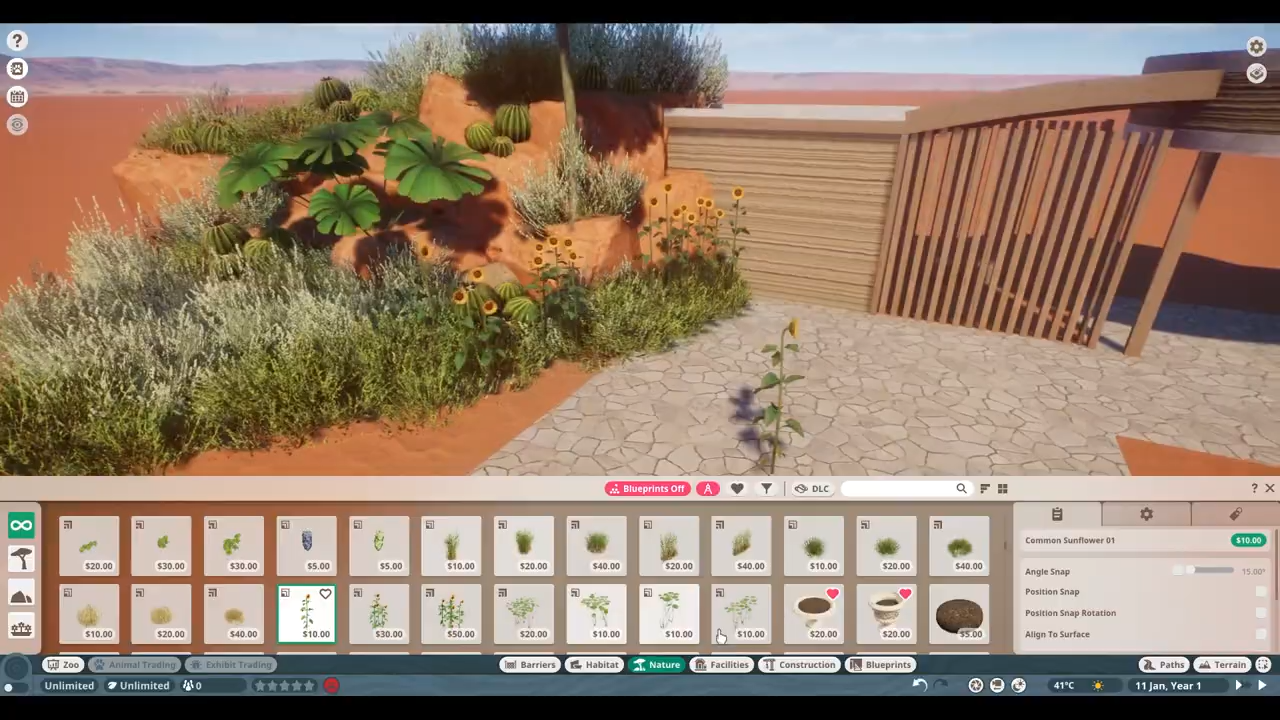 ?
Blueprints Off
DLC
?
$20.00 $30.00 $30.00 $5.00 $5.00 $10.00 $20.00 $40.00 $20.00 $40.00 $10.00 $20.00 $40.00
$10.00 $20.00 $40.00 $10.00 $30.00 $50.00 $20.00 $10.00 $10.00 $10.00 $20.00 $20.00 $5.00
Common Sunflower 01 $10.00
Angle Snap 15.00°
Position Snap
Position Snap Rotation
Align To Surface
Zoo Animal Trading Exhibit Trading Barriers Habitat Nature Facilities Construction Blueprints Paths Terrain
Unlimited Unlimited 0 41°C 11 Jan, Year 1